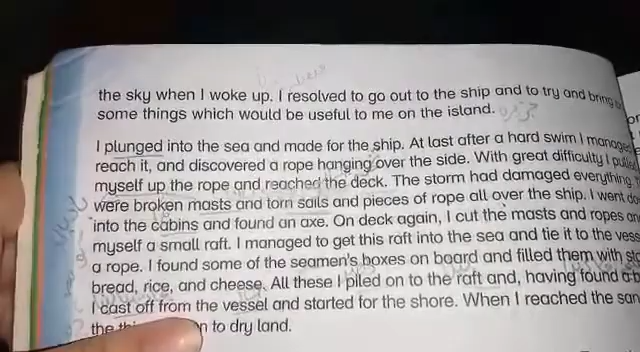 the sky when I woke up. I resolved to go out to the ship and to try and bring
some things which would be useful to me on the island. جزیرہ
I plunged into the sea and made for the ship. At last after a hard swim I managed
reach it, and discovered a rope hanging over the side. With great difficulty I pulled
myself up the rope and reached the deck. The storm had damaged everything.
were broken masts and torn sails and pieces of rope all over the ship. I went do
into the cabins and found an axe. On deck again, I cut the masts and ropes an
myself a small raft. I managed to get this raft into the sea and tie it to the vess
a rope. I found some of the seamen's boxes on board and filled them with sto
bread, rice, and cheese. All these I piled on to the raft and, having found a b
I cast off from the vessel and started for the shore. When I reached the san
the thi n to dry land.